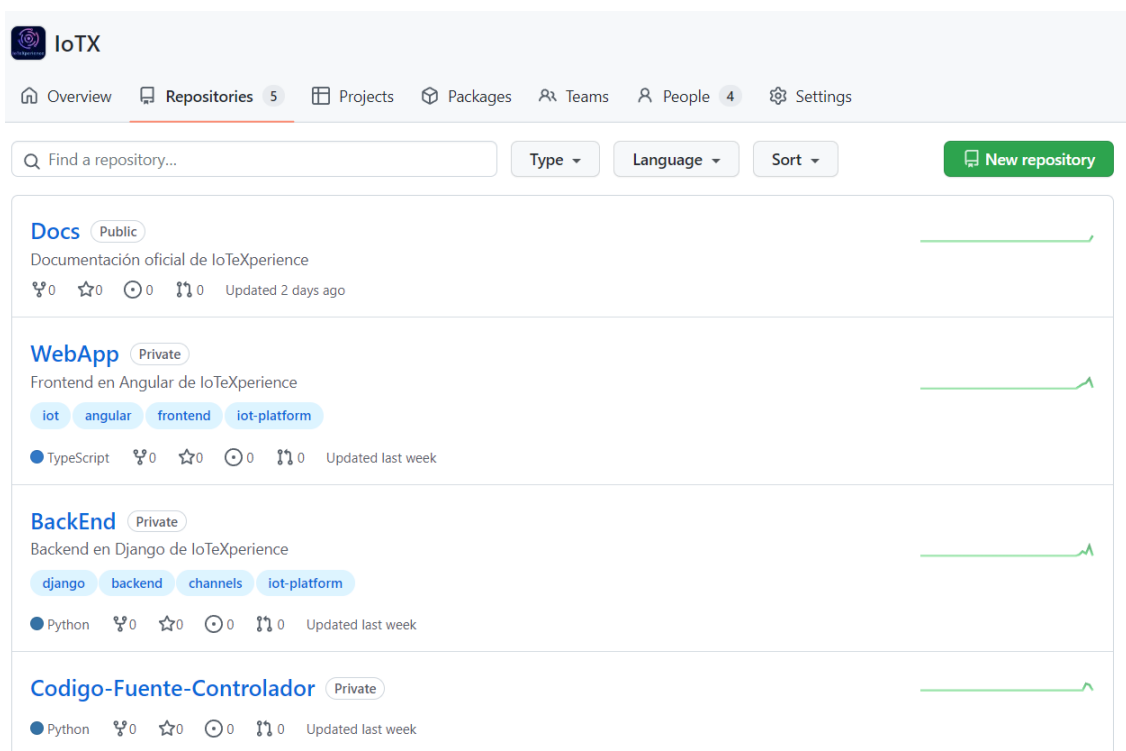 IoTX
Overview Repositories 5 Projects Packages Teams People 4 Settings
Find a repository... Type Language Sort New repository
Docs Public
Documentación oficial de IoTeXperience
0 0 0 0 Updated 2 days ago
WebApp Private
Frontend en Angular de IoTeXperience
iot angular frontend iot-platform
TypeScript 0 0 0 0 Updated last week
BackEnd Private
Backend en Django de IoTeXperience
django backend channels iot-platform
Python 0 0 0 0 Updated last week
Codigo-Fuente-Controlador Private
Python 0 0 0 0 Updated last week